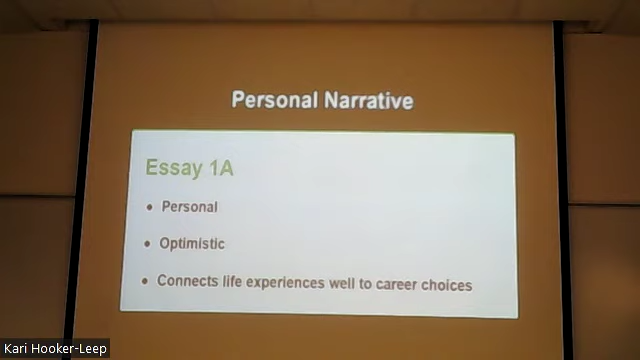 Personal Narrative
Essay 1A
• Personal
• Optimistic
• Connects life experiences well to career choices
Kari Hooker-Leep